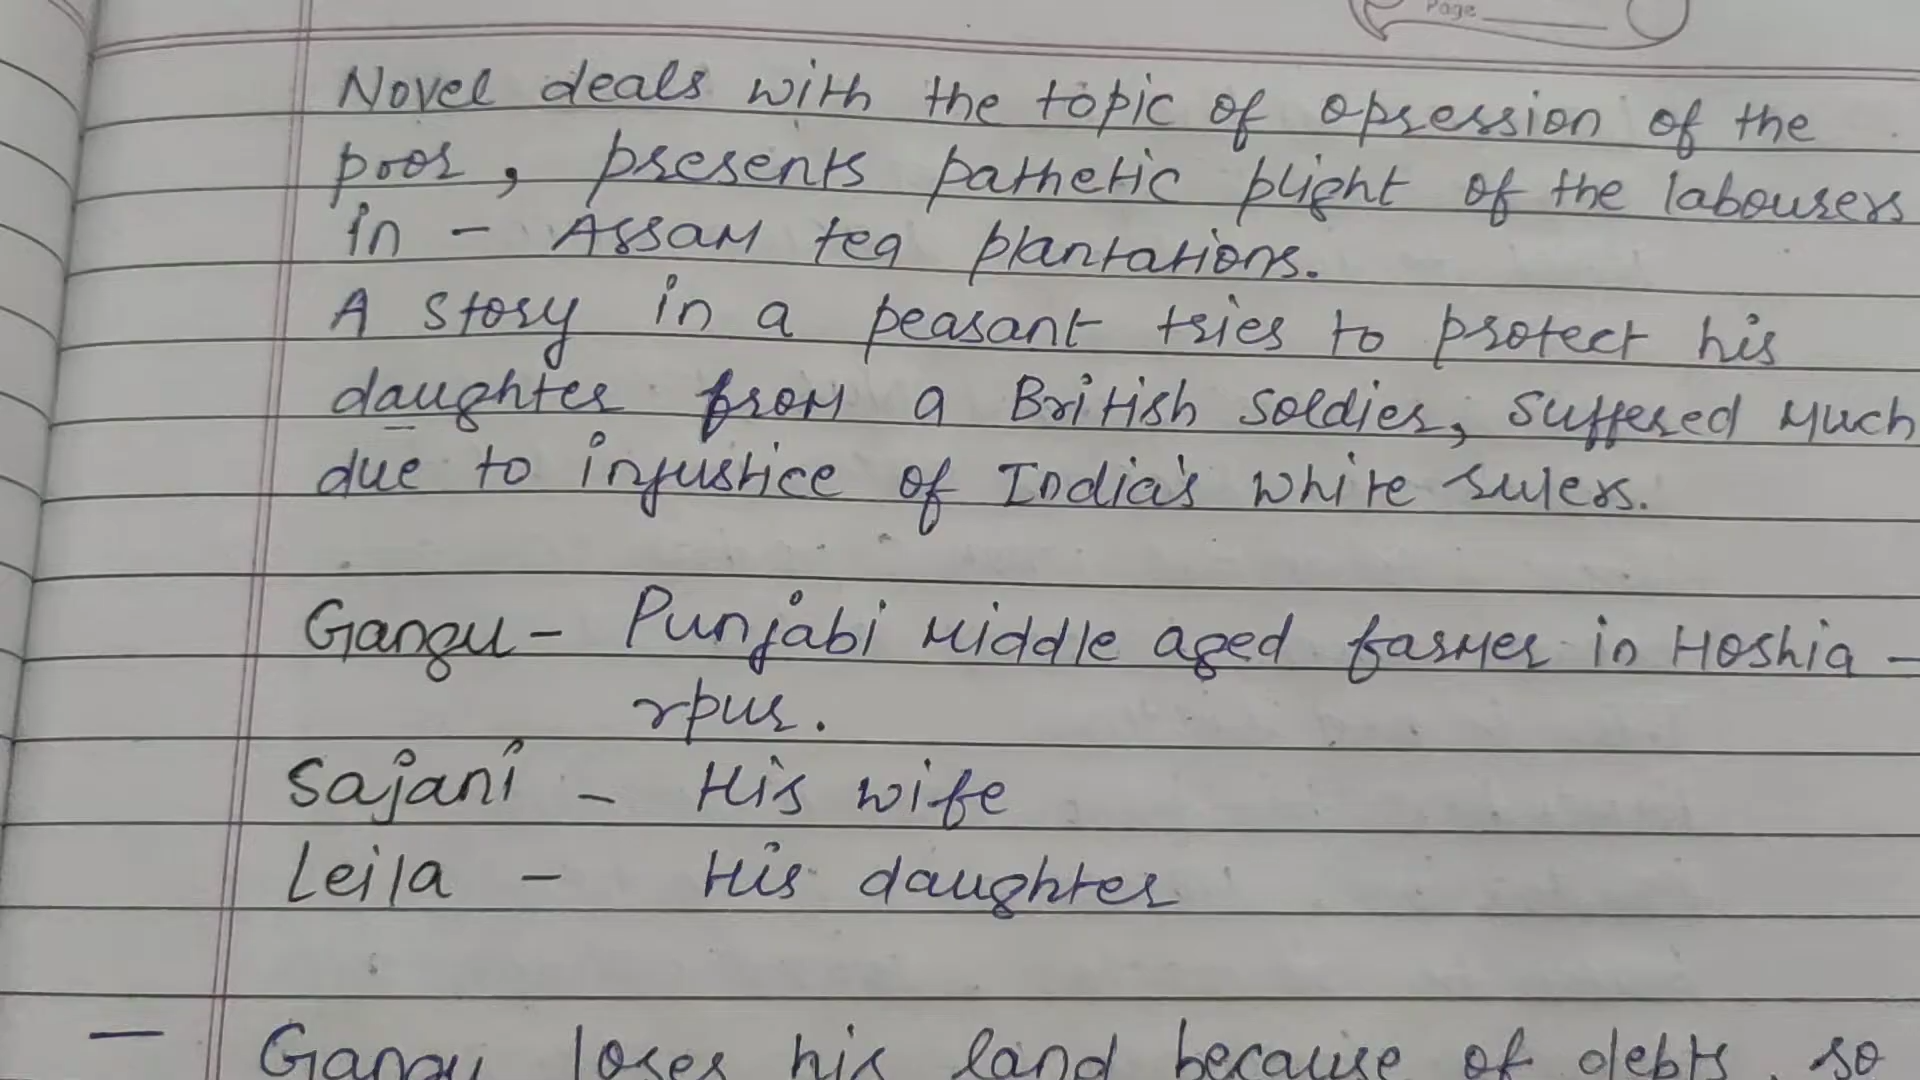 Page
Novel deals with the topic of opression of the
poor, presents pathetic plight of the labourers
in - Assam tea plantations.
A story in a peasant tries to protect his
daughter from a British soldier, suffered much
due to injustice of India's white rulers.
Gangu - Punjabi middle aged farmer in Hoshia -
rpur.
Sajani - His wife
Leila - His daughter
- Gangu loses his land because of debts, so